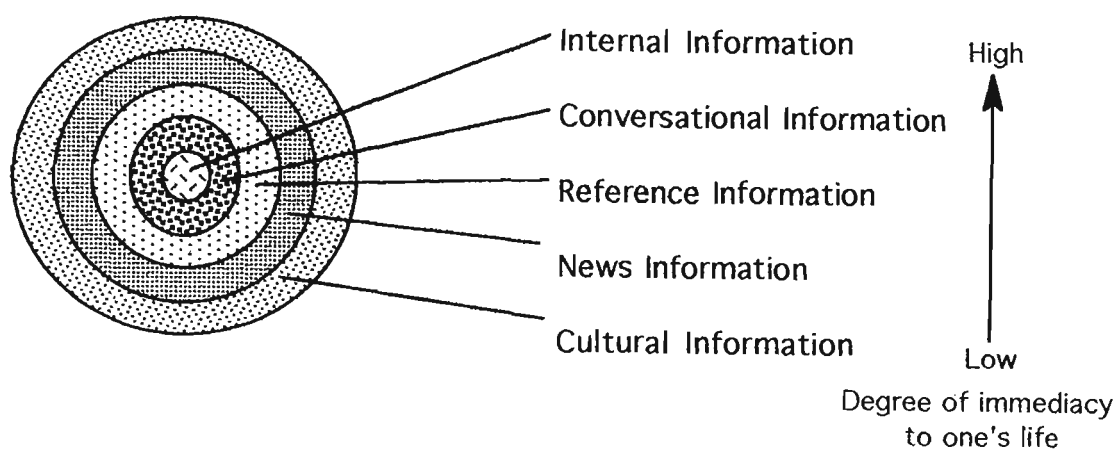 Internal Information
High
Conversational Information
Reference Information
News Information
Cultural Information
Low
Degree of immediacy
to one's life